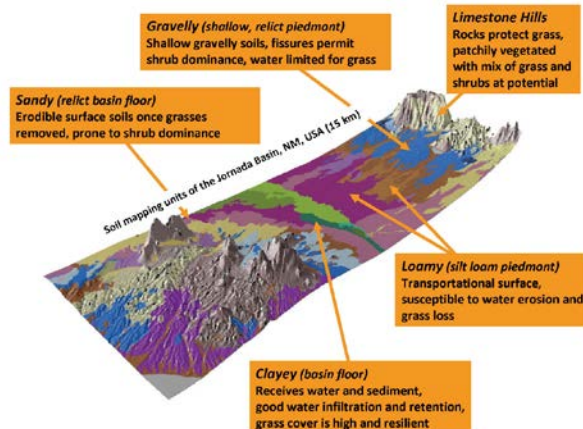 Gravelly (shallow, relict piedmont)
Shallow gravelly soils, fissures permit
shrub dominance, water limited for grass
Limestone Hills
Rocks protect grass,
patchily vegetated
with mix of grass and
shrubs at potential
Sandy (relict basin floor)
Erodible surface soils once grasses
removed, prone to shrub dominance
Soil mapping units of the Jornada Basin, NM, USA (15 km)
Loamy (silt loam piedmont)
Transportational surface,
susceptible to water erosion and
grass loss
Clayey (basin floor)
Receives water and sediment,
good water infiltration and retention,
grass cover is high and resilient